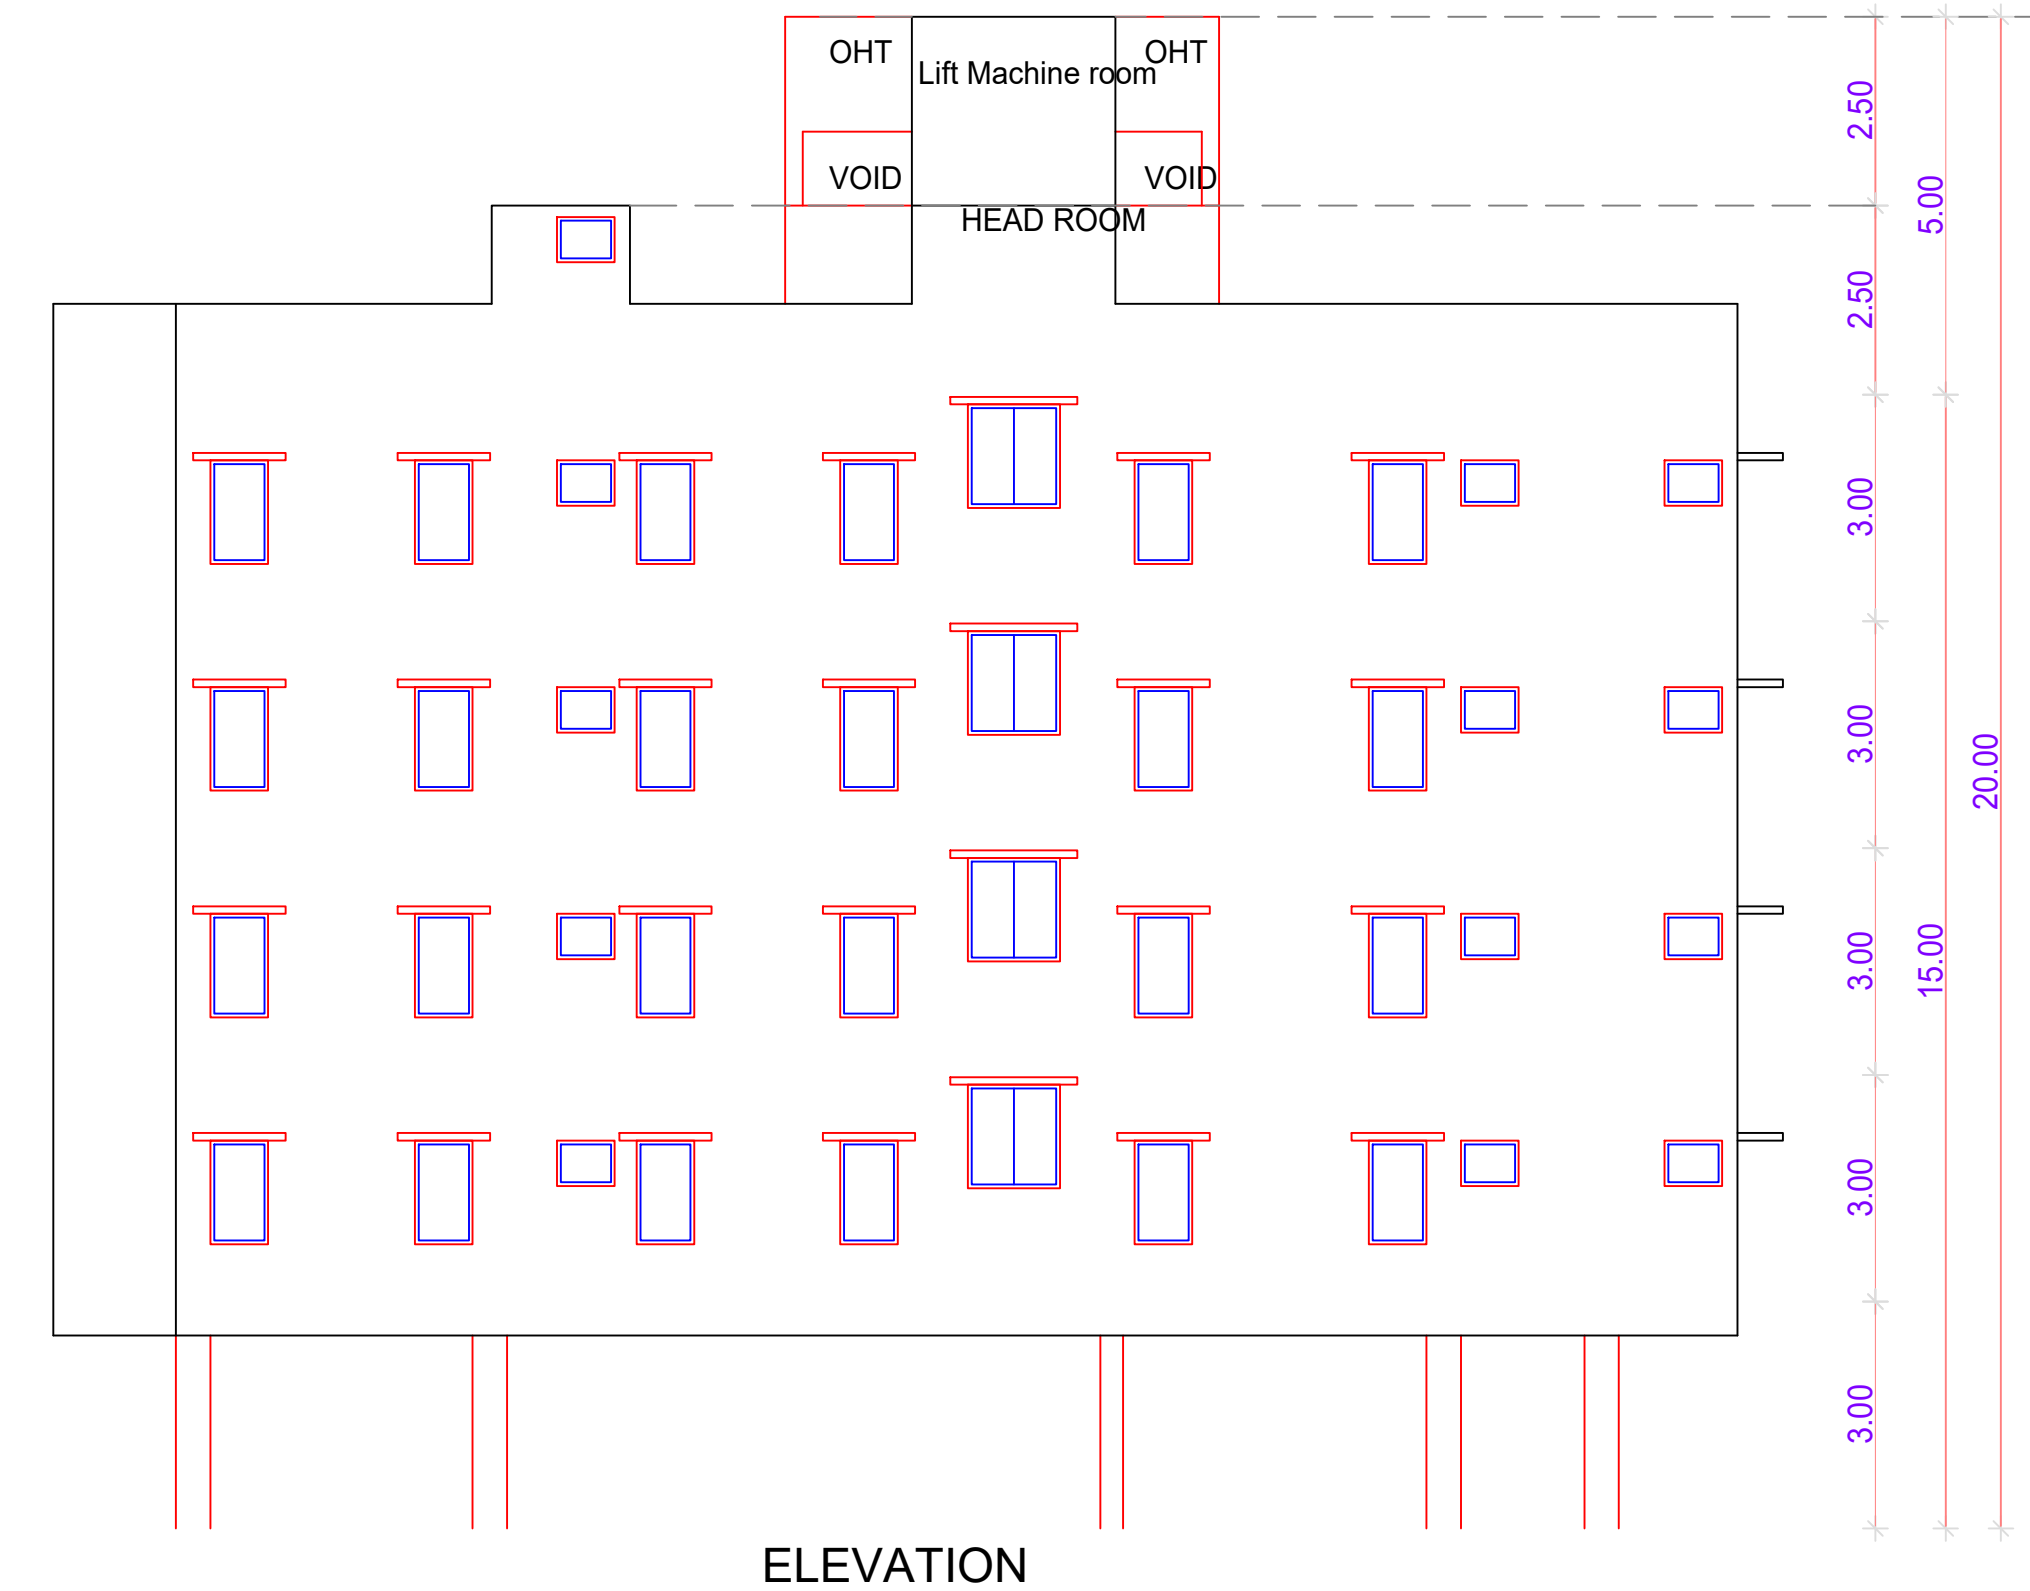 OHT
OHT
Lift Machine room
VOID
VOID
HEAD ROOM
2.50
5.00
2.50
3.00
3.00
20.00
3.00
15.00
3.00
3.00
ELEVATION